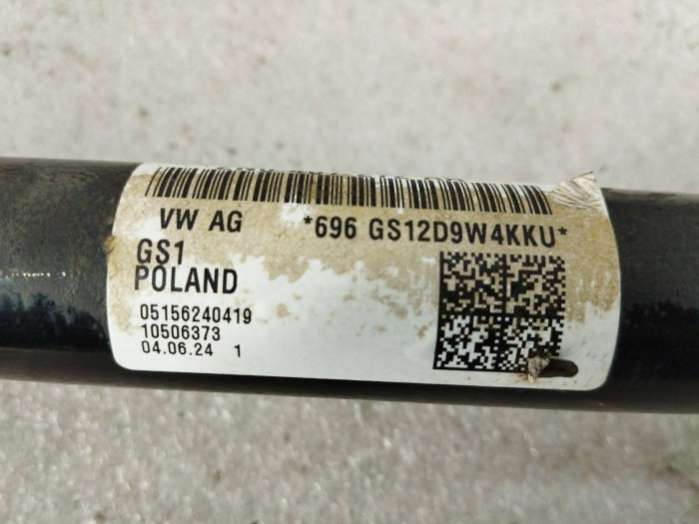 VW AG *696 GS12D9W4KKU*
GS1
POLAND
05156240419
10506373
04.06.24 1